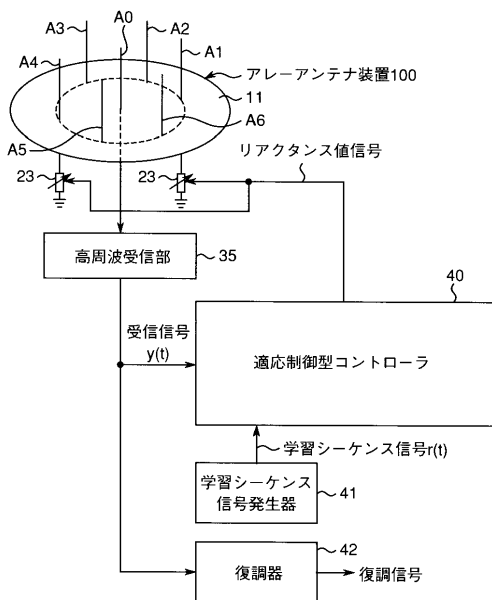 A3
A0
A2
A4
A1
アレーアンテナ装置100
11
A6
A5
リアクタンス値信号
23
23
高周波受信部
35
40
受信信号
y(t)
適応制御型コントローラ
学習シーケンス信号r(t)
学習シーケンス
信号発生器
41
42
復調器
復調信号